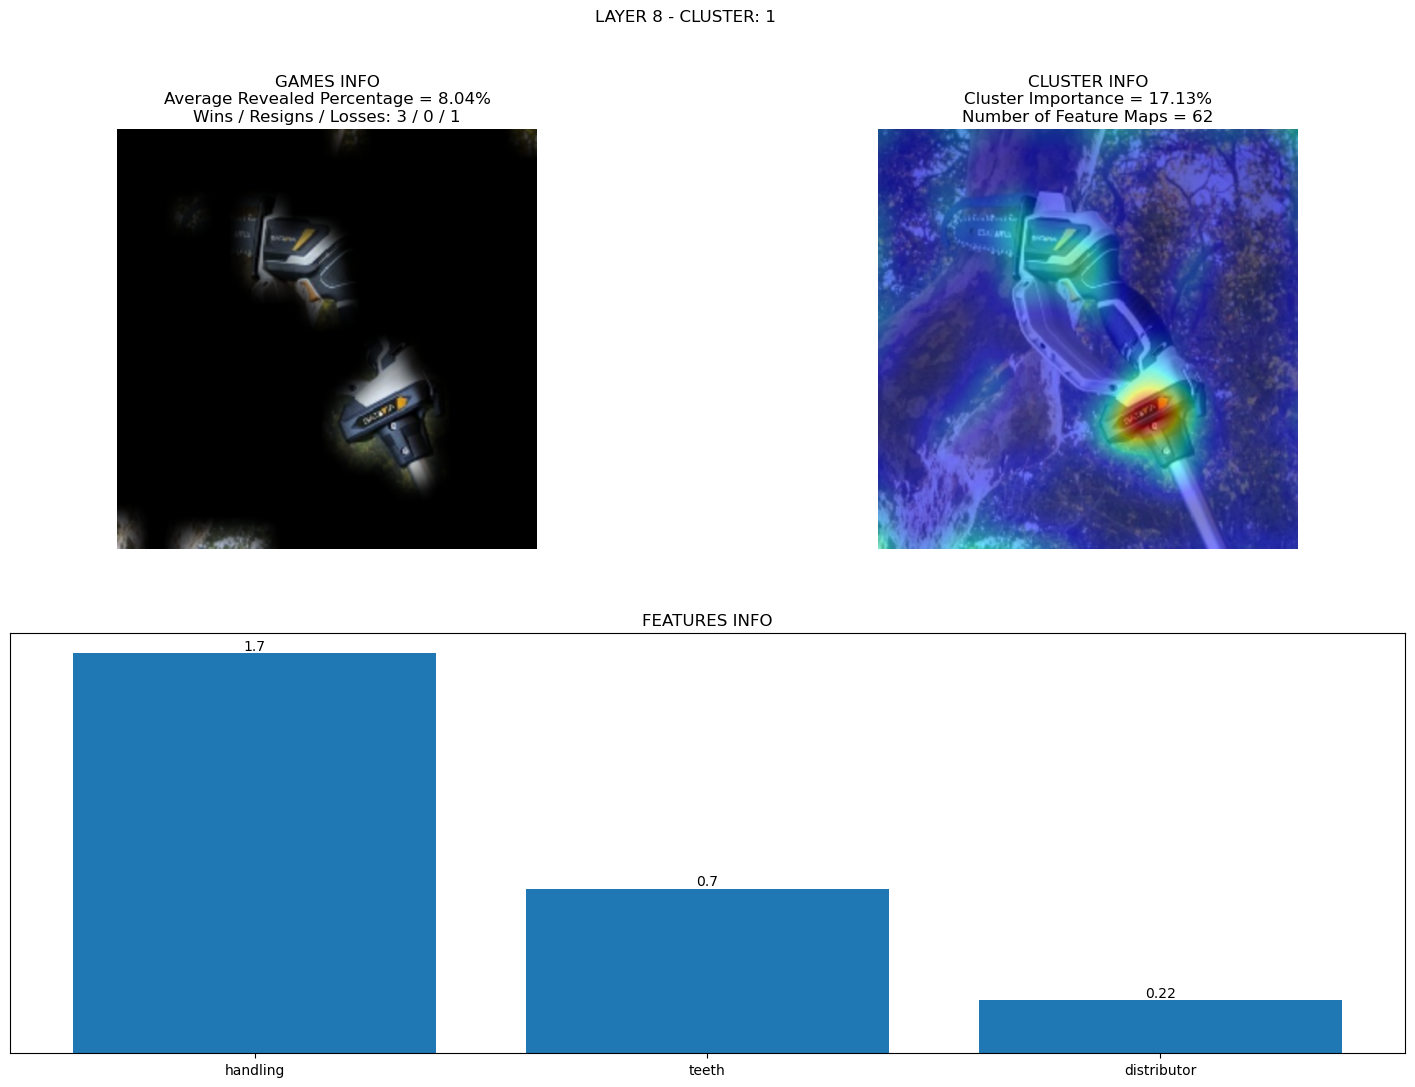 LAYER 8 - CLUSTER: 1
GAMES INFO
Average Revealed Percentage = 8.04%
Wins / Resigns / Losses: 3 / 0 / 1
CLUSTER INFO
Cluster Importance = 17.13%
Number of Feature Maps = 62
FEATURES INFO
1.7
0.7
0.22
handling
teeth
distributor